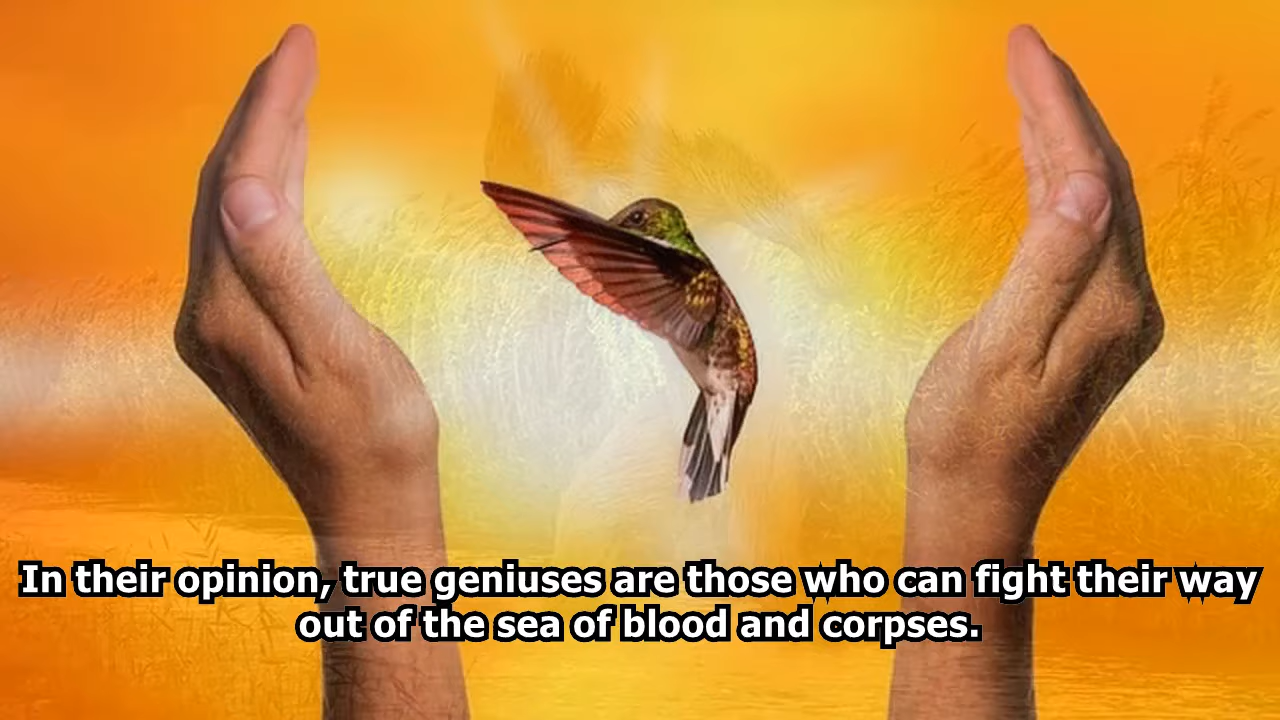 In their opinion, true geniuses are those who can fight their way
out of the sea of blood and corpses.